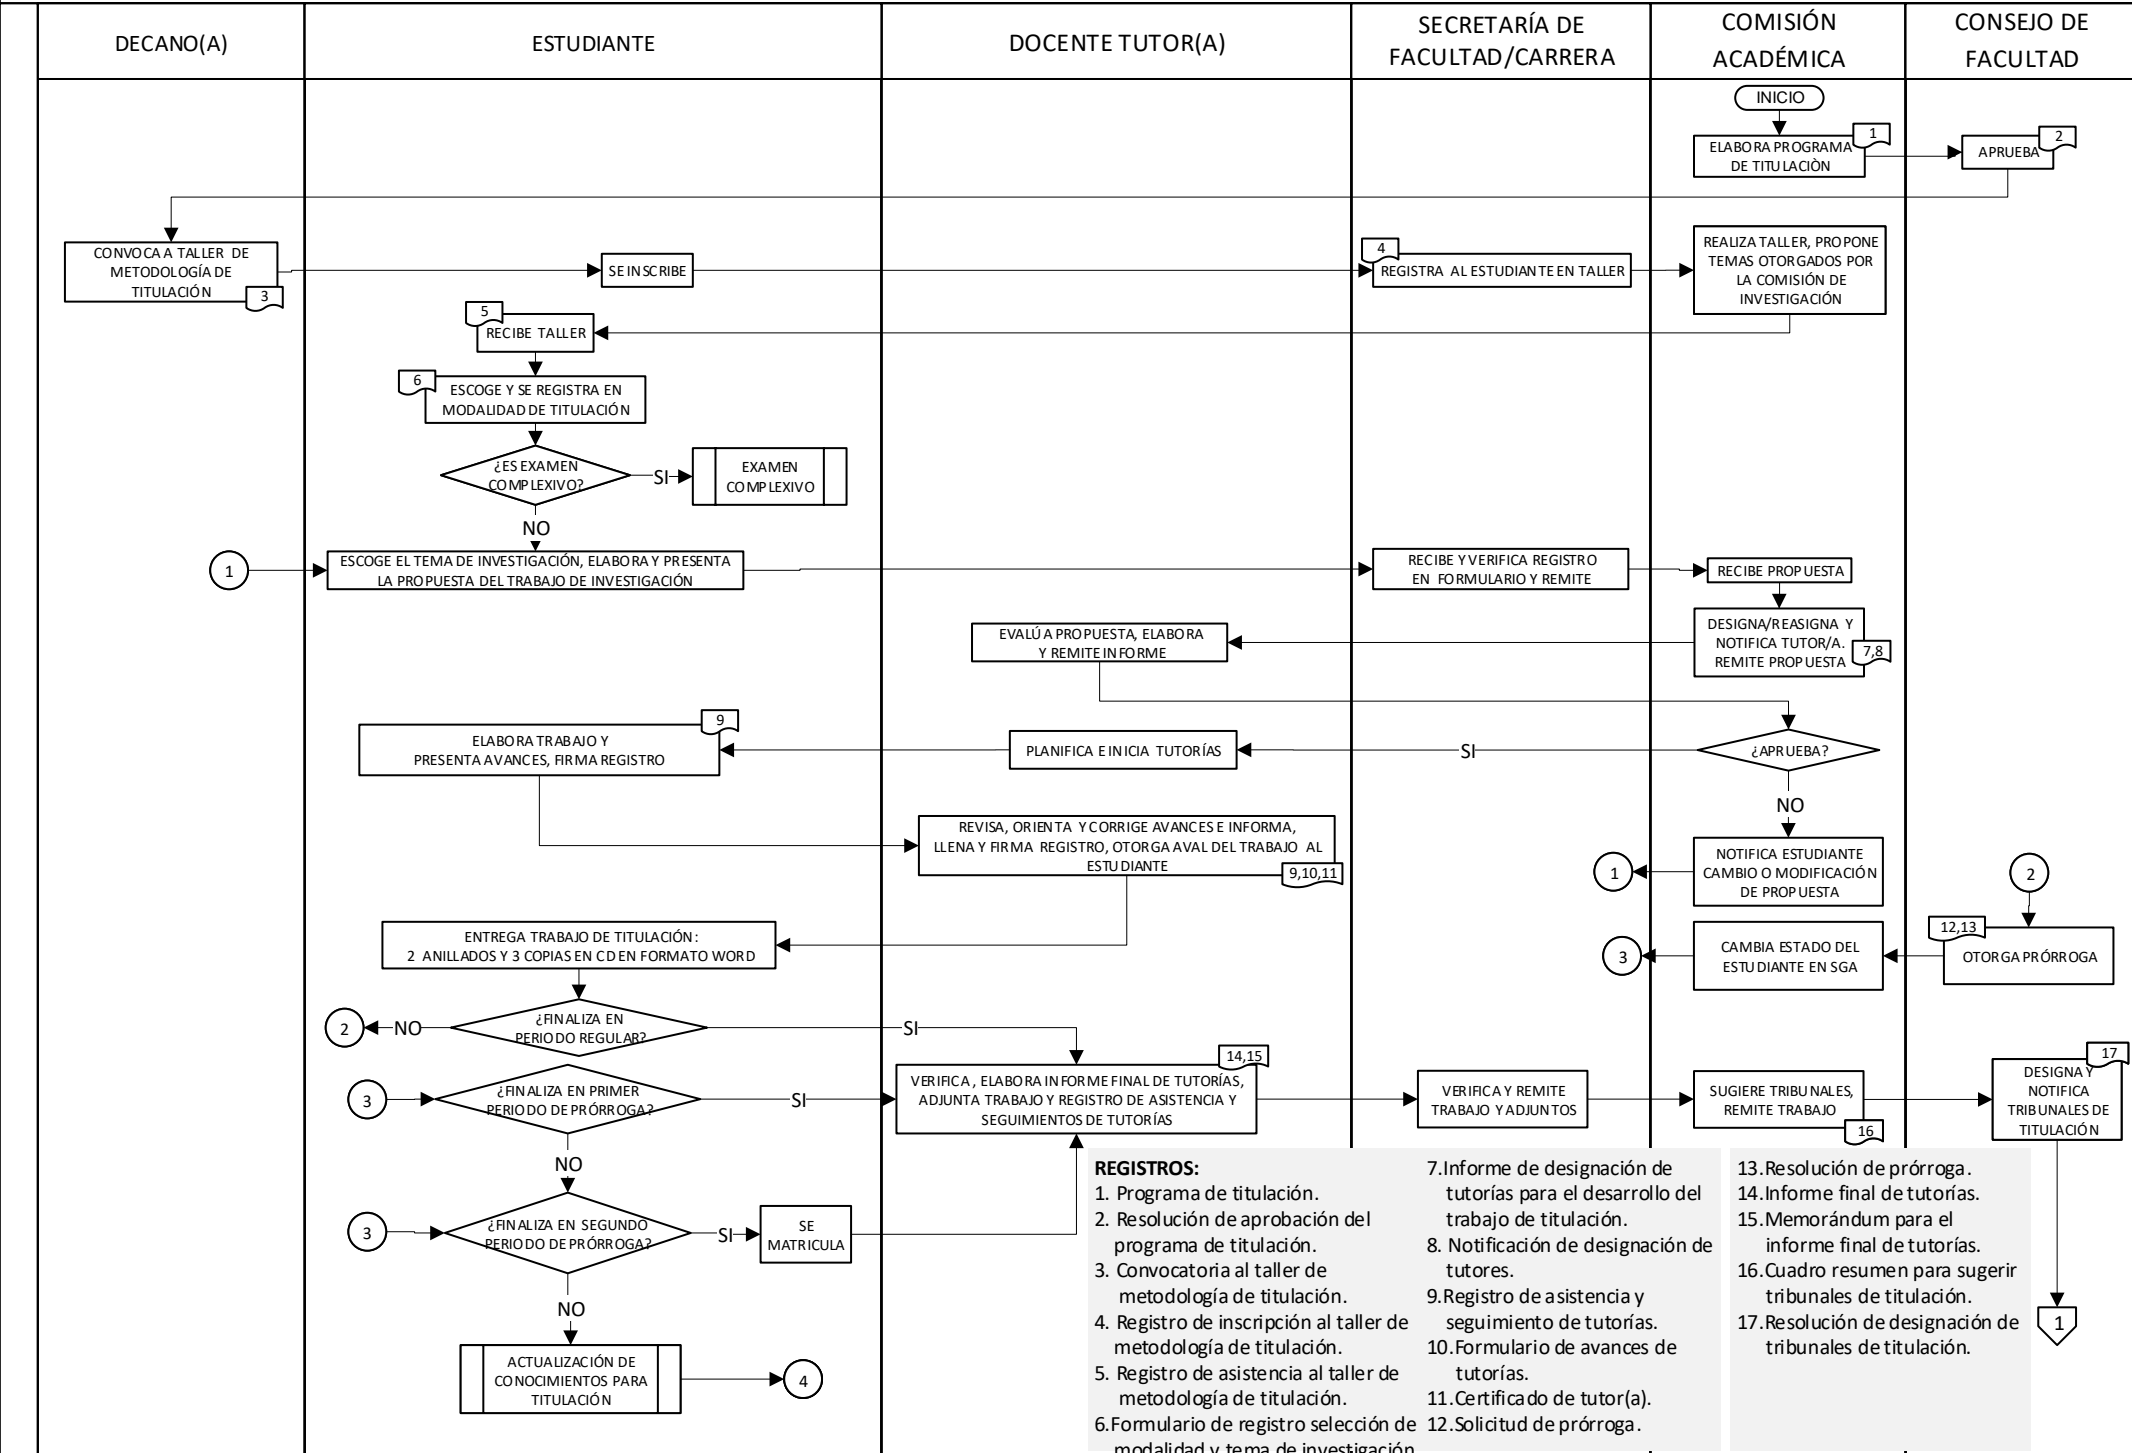 DECANO(A)
ESTUDIANTE
DOCENTE TUTOR(A)
SECRETARÍA DE
FACULTAD/CARRERA
COMISIÓN
ACADÉMICA
CONSEJO DE
FACULTAD
INICIO
1
ELABORA PROGRAMA
DE TITULACIÒN
2
APRUEBA
CONVOCA A TALLER DE
METODOLOGÍA DE
TITULACIÓN
3
SE INSCRIBE
4
REGISTRA AL ESTUDIANTE EN TALLER
REALIZA TALLER, PROPONE
TEMAS OTORGADOS POR
LA COMISIÓN DE
INVESTIGACIÓN
5
RECIBE TALLER
6
ESCOGE Y SE REGISTRA EN
MODALIDAD DE TITULACIÓN
¿ES EXAMEN
COMPLEXIVO?
SI
EXAMEN
COMPLEXIVO
NO
1
ESCOGE EL TEMA DE INVESTIGACIÓN, ELABORA Y PRESENTA
LA PROPUESTA DEL TRABAJO DE INVESTIGACIÓN
RECIBE Y VERIFICA REGISTRO
EN FORMULARIO Y REMITE
RECIBE PROPUESTA
EVALÚA PROPUESTA, ELABORA
Y REMITE INFORME
DESIGNA/REASIGNA Y
NOTIFICA TUTOR/A.
REMITE PROPUESTA
7,8
9
ELABORA TRABAJO Y
PRESENTA AVANCES, FIRMA REGISTRO
PLANIFICA E INICIA TUTORÍAS
SI
¿APRUEBA?
NO
REVISA, ORIENTA Y CORRIGE AVANCES E INFORMA,
LLENA Y FIRMA REGISTRO, OTORGA AVAL DEL TRABAJO AL
ESTUDIANTE
9,10,11
1
NOTIFICA ESTUDIANTE
CAMBIO O MODIFICACIÓN
DE PROPUESTA
2
ENTREGA TRABAJO DE TITULACIÓN:
2 ANILLADOS Y 3 COPIAS EN CD EN FORMATO WORD
3
CAMBIA ESTADO DEL
ESTUDIANTE EN SGA
12,13
OTORGA PRÓRROGA
2
NO
¿FINALIZA EN
PERIODO REGULAR?
SI
3
¿FINALIZA EN PRIMER
PERIODO DE PRÓRROGA?
SI
14,15
VERIFICA , ELABORA INFORME FINAL DE TUTORÍAS,
ADJUNTA TRABAJO Y REGISTRO DE ASISTENCIA Y
SEGUIMIENTOS DE TUTORÍAS
VERIFICA Y REMITE
TRABAJO Y ADJUNTOS
SUGIERE TRIBUNALES,
REMITE TRABAJO
16
17
DESIGNA Y
NOTIFICA
TRIBUNALES DE
TITULACIÓN
NO
3
¿FINALIZA EN SEGUNDO
PERIODO DE PRÓRROGA?
SI
SE
MATRICULA
NO
ACTUALIZACIÓN DE
CONOCIMIENTOS PARA
TITULACIÓN
4
REGISTROS:
1. Programa de titulación.
2. Resolución de aprobación del
programa de titulación.
3. Convocatoria al taller de
metodología de titulación.
4. Registro de inscripción al taller de
metodología de titulación.
5. Registro de asistencia al taller de
metodología de titulación.
6.Formulario de registro selección de
modalidad y tema de investigación
7.Informe de designación de
tutorías para el desarrollo del
trabajo de titulación.
8. Notificación de designación de
tutores.
9.Registro de asistencia y
seguimiento de tutorías.
10.Formulario de avances de
tutorías.
11.Certificado de tutor(a).
12.Solicitud de prórroga.
13.Resolución de prórroga.
14.Informe final de tutorías.
15.Memorándum para el
informe final de tutorías.
16.Cuadro resumen para sugerir
tribunales de titulación.
17.Resolución de designación de
tribunales de titulación.
1